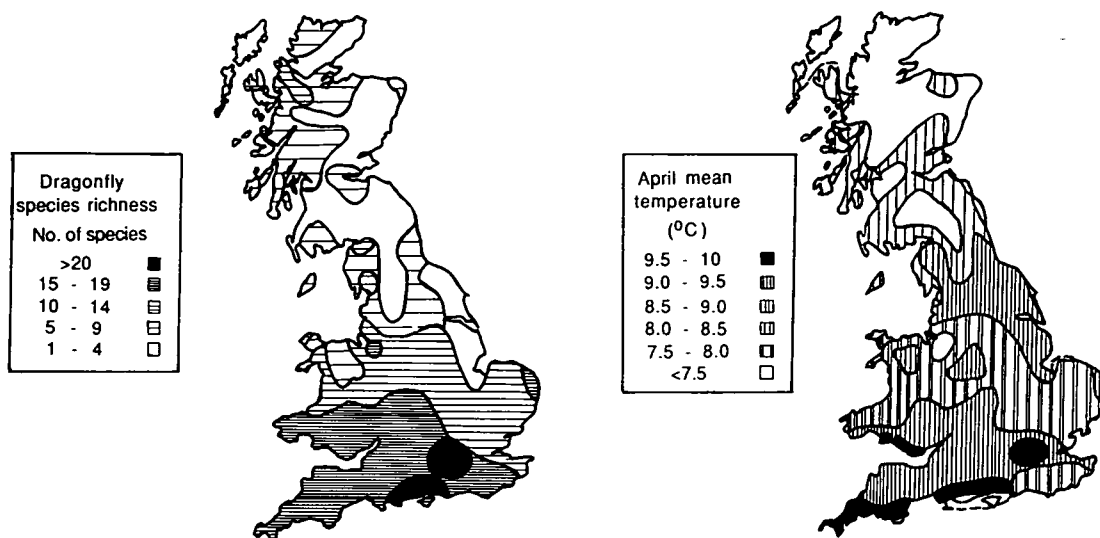 Dragonfly
species richness
No. of species
>20
15 - 19
10 - 14
5 - 9
1 - 4
April mean
temperature
(⁰C)
9.5 - 10
9.0 - 9.5
8.5 - 9.0
8.0 - 8.5
7.5 - 8.0
<7.5